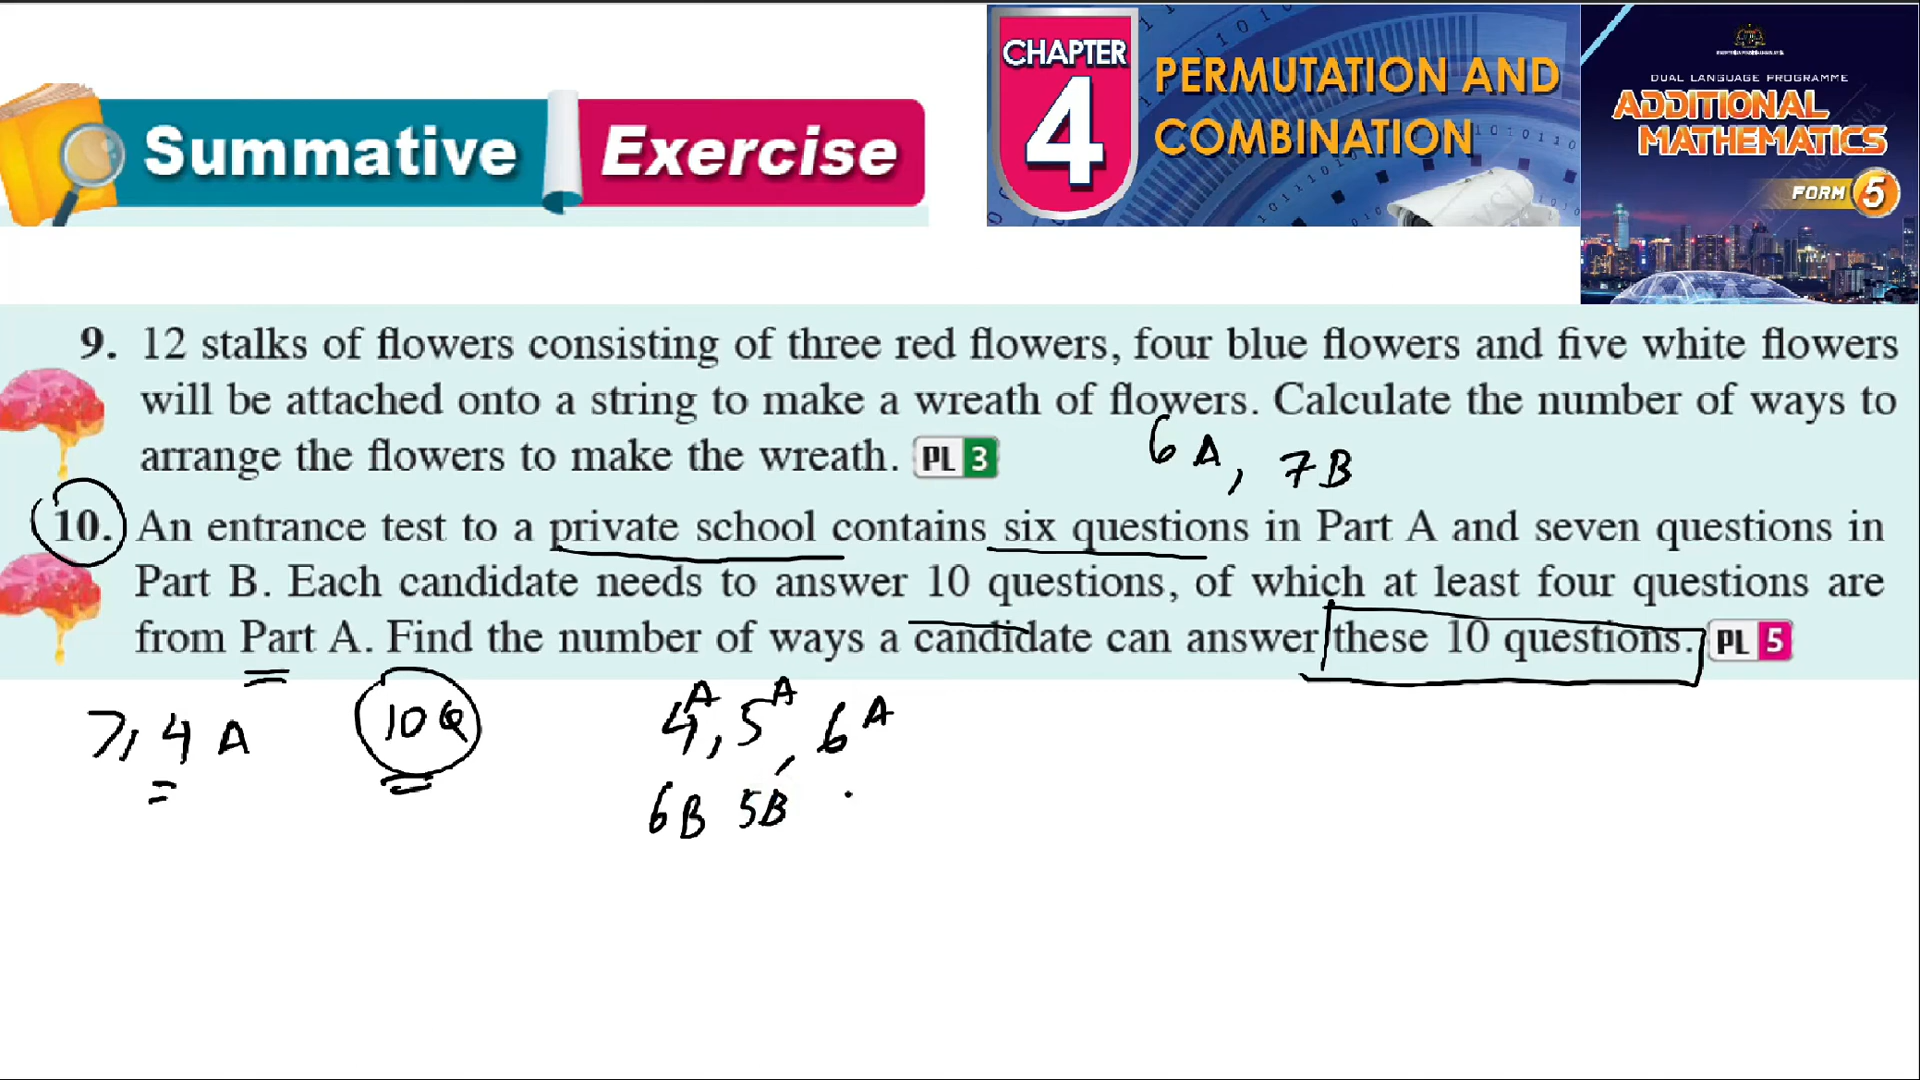 CHAPTER
4
PERMUTATION AND
COMBINATION
DUAL LANGUAGE PROGRAMME
ADDITIONAL
MATHEMATICS
FORM 5
Summative Exercise
9. 12 stalks of flowers consisting of three red flowers, four blue flowers and five white flowers
will be attached onto a string to make a wreath of flowers. Calculate the number of ways to
arrange the flowers to make the wreath. PL 3
6A, 7B
10. An entrance test to a private school contains six questions in Part A and seven questions in
Part B. Each candidate needs to answer 10 questions, of which at least four questions are
from Part A. Find the number of ways a candidate can answer these 10 questions. PL 5
7, 4 A 10 Q 4A, 5A, 6A
6B 5B